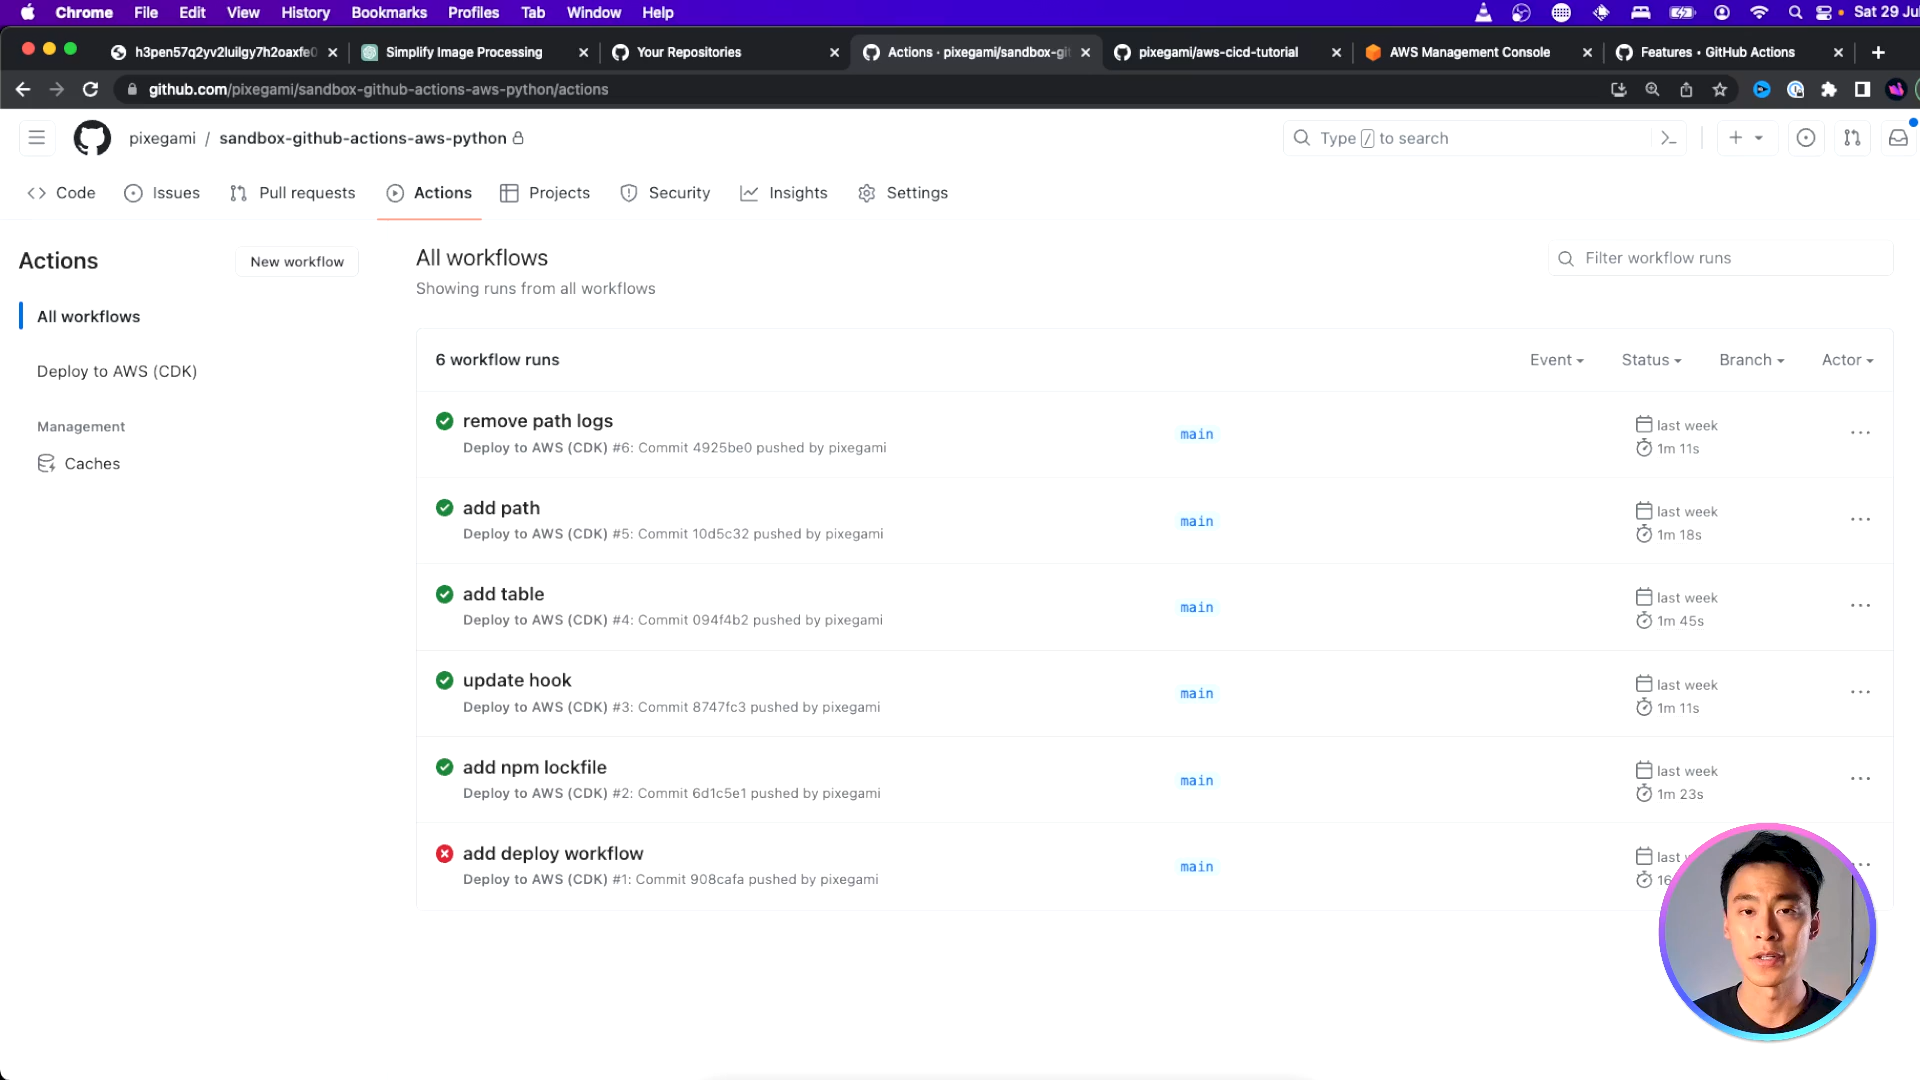 Chrome File Edit View History Bookmarks Profiles Tab Window Help Sat 29 Jul
h3pen57q2yv2luilgy7h2oaxfe0 Simplify Image Processing Your Repositories Actions · pixegami/sandbox-git pixegami/aws-cicd-tutorial AWS Management Console Features • GitHub Actions
github.com/pixegami/sandbox-github-actions-aws-python/actions
pixegami / sandbox-github-actions-aws-python Type / to search
Code Issues Pull requests Actions Projects Security Insights Settings
Actions
New workflow
All workflows
Deploy to AWS (CDK)
Management
Caches
All workflows
Showing runs from all workflows
Filter workflow runs
6 workflow runs Event Status Branch Actor
remove path logs
Deploy to AWS (CDK) #6: Commit 4925be0 pushed by pixegami
main
last week
1m 11s
add path
Deploy to AWS (CDK) #5: Commit 10d5c32 pushed by pixegami
main
last week
1m 18s
add table
Deploy to AWS (CDK) #4: Commit 094f4b2 pushed by pixegami
main
last week
1m 45s
update hook
Deploy to AWS (CDK) #3: Commit 8747fc3 pushed by pixegami
main
last week
1m 11s
add npm lockfile
Deploy to AWS (CDK) #2: Commit 6d1c5e1 pushed by pixegami
main
last week
1m 23s
add deploy workflow
Deploy to AWS (CDK) #1: Commit 908cafa pushed by pixegami
main
last
16